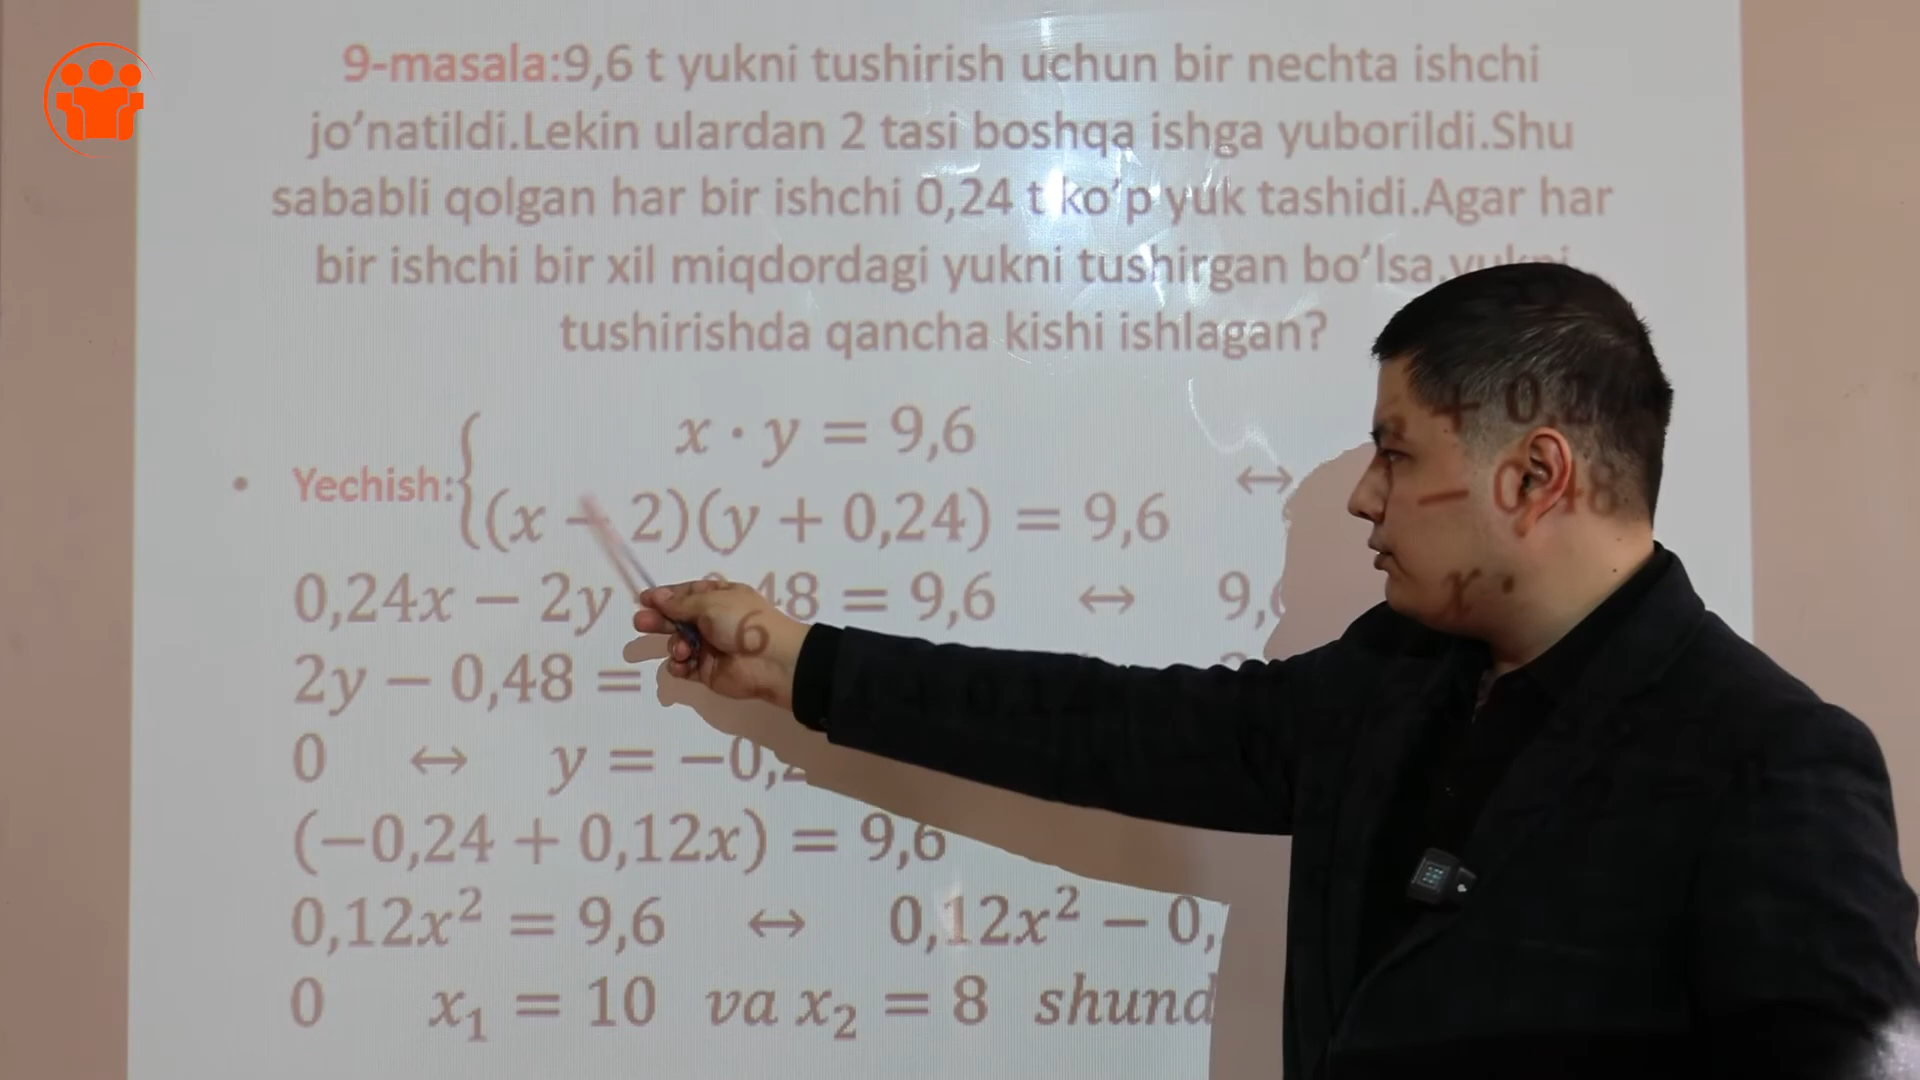 9-masala:9,6 t yukni tushirish uchun bir nechta ishchi
jo’natildi.Lekin ulardan 2 tasi boshqa ishga yuborildi.Shu
sababli qolgan har bir ishchi 0,24 t ko’p yuk tashidi.Agar har
bir ishchi bir xil miqdordagi yukni tushirgan bo’lsa,yukni
tushirishda qancha kishi ishlagan?
x · y = 9,6
• Yechish: (x − 2)(y + 0,24) = 9,6 ↔
0,24x − 2y 48 = 9,6 ↔
2y − 0,48 =
0 ↔ y =
(−0,24 + 0,12x) = 9,6
0,12x² = 9,6 ↔ 0,12x² − 0,
0 x₁ = 10 va x₂ = 8 shund